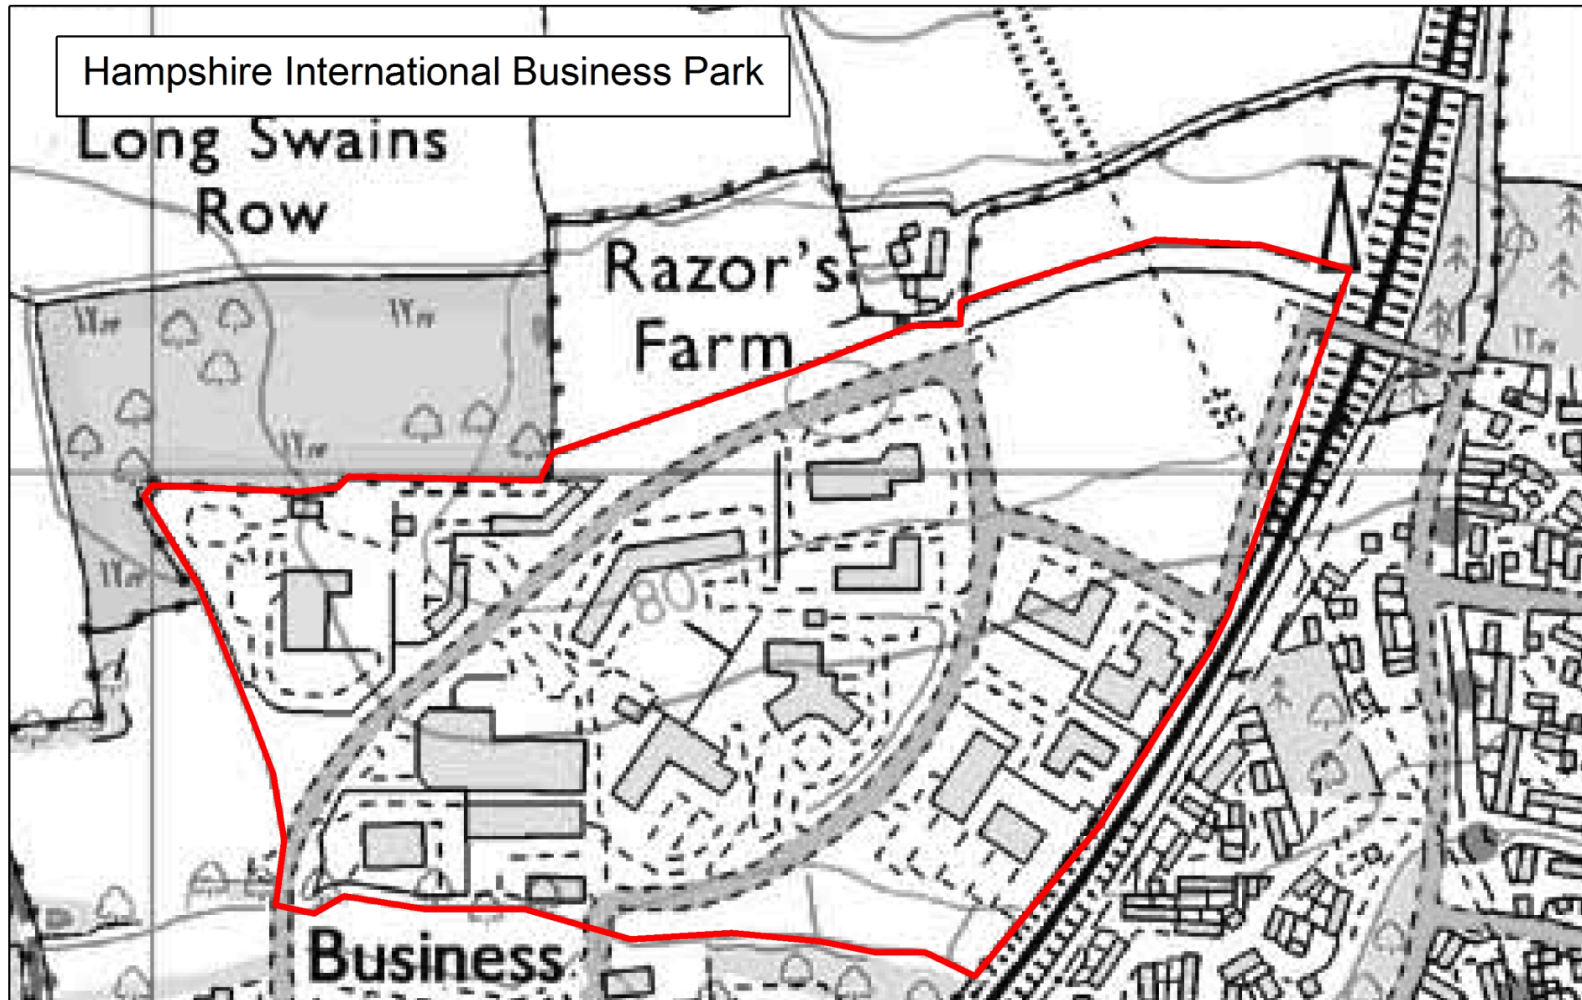 Hampshire International Business Park
Long Swains
Row
Razor's
Farm
80
Business